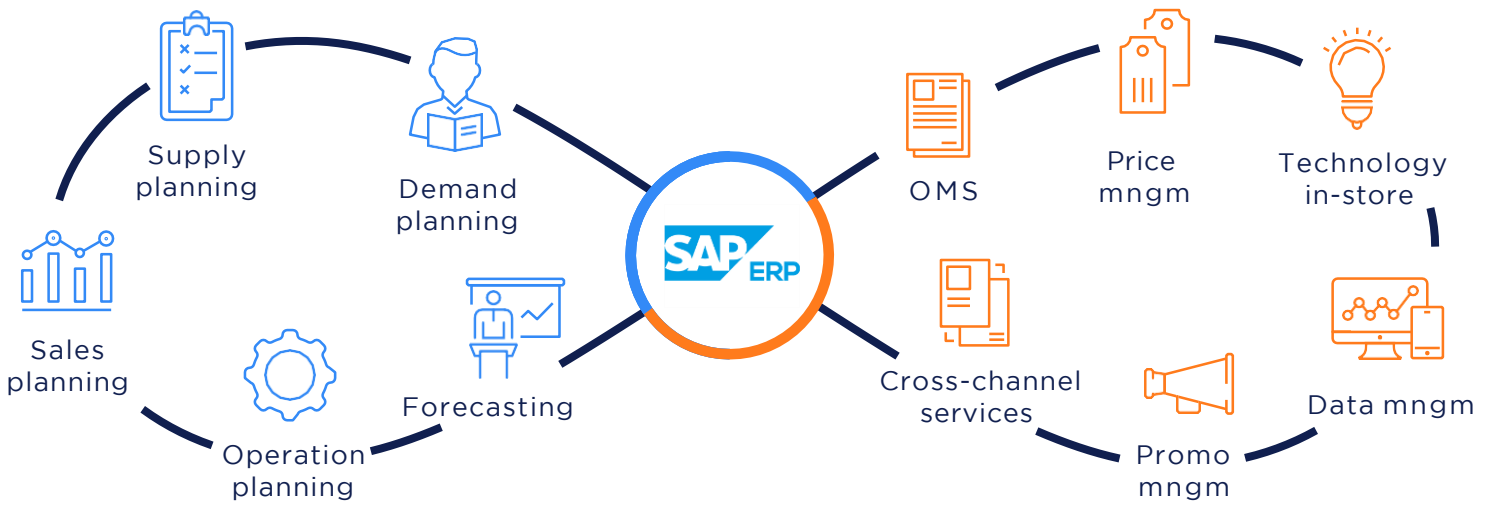 Supply
planning
Demand
planning
Sales
planning
Operation
planning
Forecasting
SAP
ERP
OMS
Price
mngm
Technology
in-store
Cross-channel
services
Promo
mngm
Data mngm